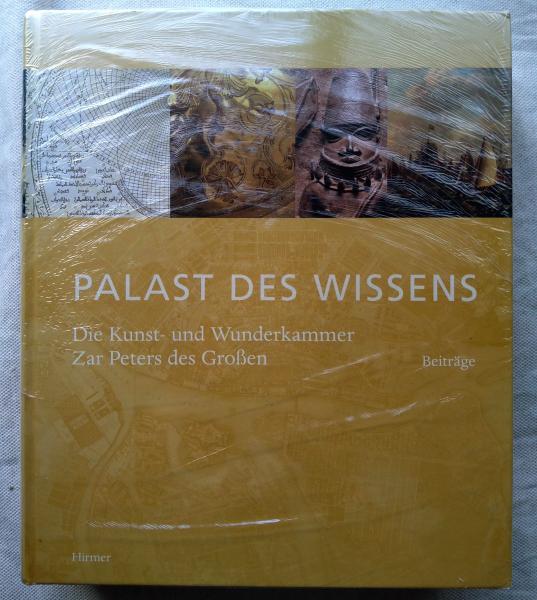 PALAST DES WISSENS
Die Kunst- und Wunderkammer
Zar Peters des Großen
Beiträge
Hirmer